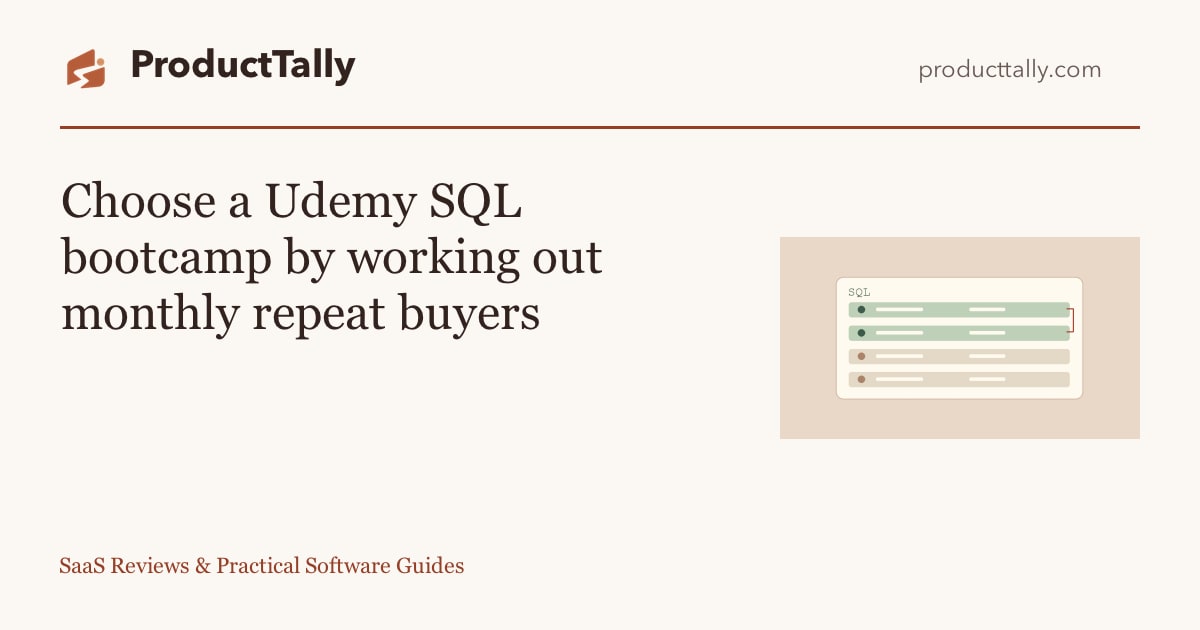 ProductTally
producttally.com
Choose a Udemy SQL
bootcamp by working out
monthly repeat buyers
SQL
SaaS Reviews & Practical Software Guides